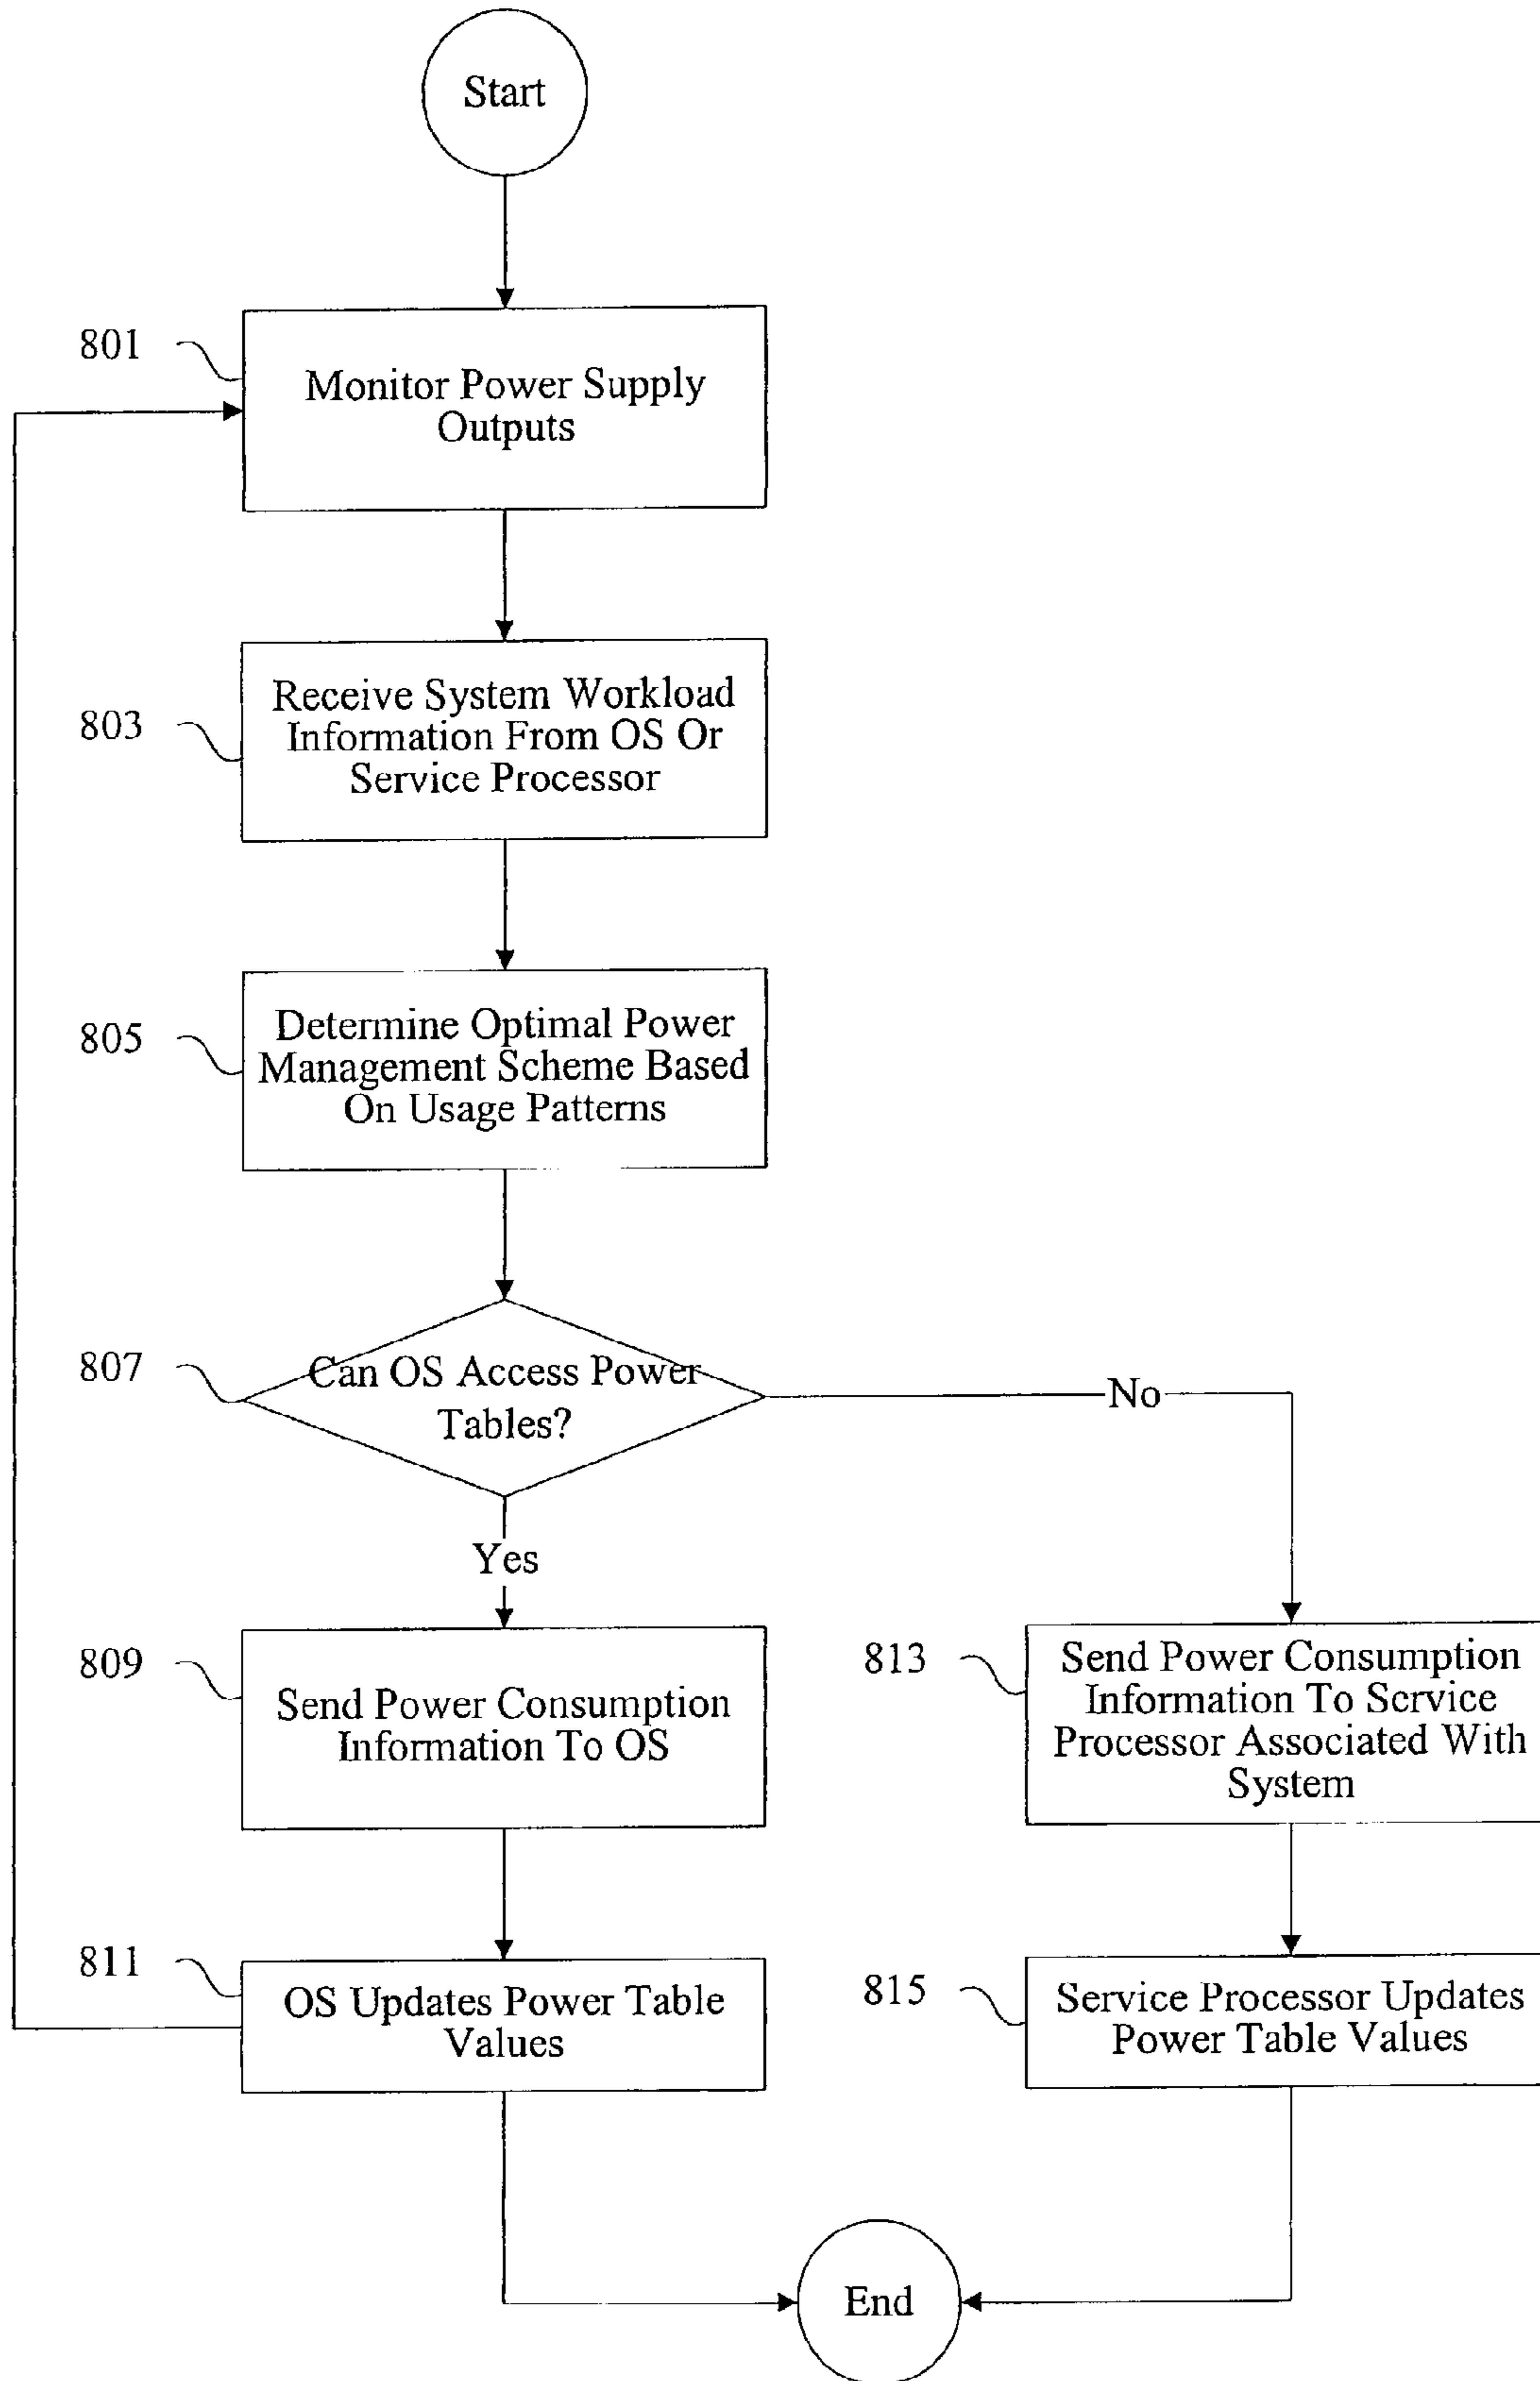 Start
801
Monitor Power Supply
Outputs
803
Receive System Workload
Information From OS Or
Service Processor
805
Determine Optimal Power
Management Scheme Based
On Usage Patterns
807
Can OS Access Power
Tables?
No
Yes
809
Send Power Consumption
Information To OS
813
Send Power Consumption
Information To Service
Processor Associated With
System
811
OS Updates Power Table
Values
815
Service Processor Updates
Power Table Values
End